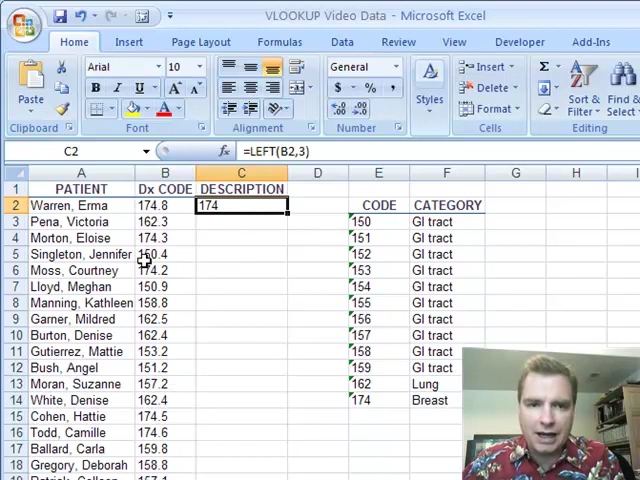 VLOOKUP Video Data - Microsoft Excel
Home Insert Page Layout Formulas Data Review View Developer Add-Ins
Arial 10 General Insert Delete Format
Paste Styles Sort & Filter Find & Sele
Clipboard Font Alignment Number Cells Editing
C2 fx =LEFT(B2,3)
A B C D E F G H I
1 PATIENT Dx CODE DESCRIPTION
2 Warren, Erma 174.8 174 CODE CATEGORY
3 Pena, Victoria 162.3 150 GI tract
4 Morton, Eloise 174.3 151 GI tract
5 Singleton, Jennifer 150.4 152 GI tract
6 Moss, Courtney 174.2 153 GI tract
7 Lloyd, Meghan 150.9 154 GI tract
8 Manning, Kathleen 158.8 155 GI tract
9 Garner, Mildred 162.5 156 GI tract
10 Burton, Denise 162.4 157 GI tract
11 Gutierrez, Mattie 153.2 158 GI tract
12 Bush, Angel 151.2 159 GI tract
13 Moran, Suzanne 157.2 162 Lung
14 White, Denise 162.4 174 Breast
15 Cohen, Hattie 174.5
16 Todd, Camille 174.6
17 Ballard, Carla 159.8
18 Gregory, Deborah 158.8